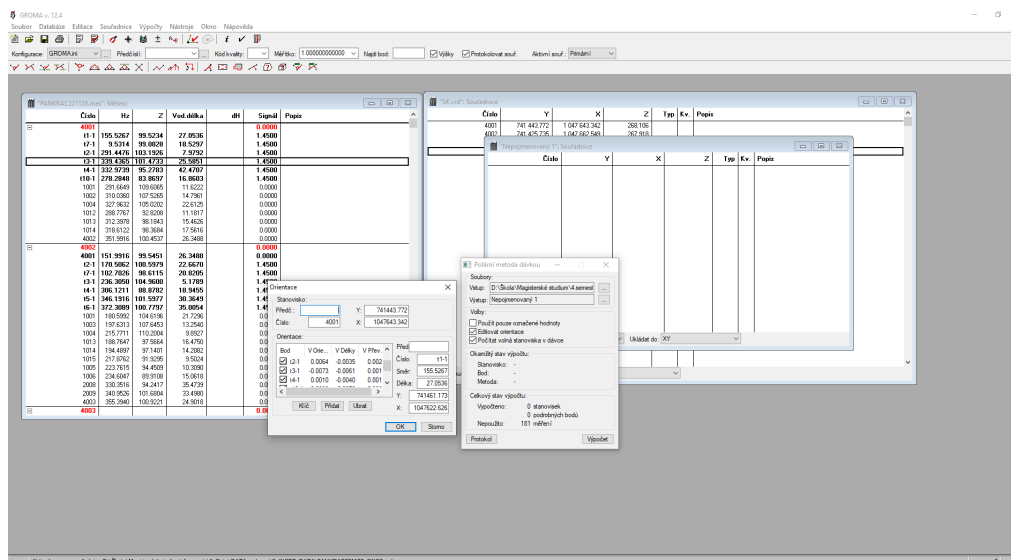 GROMA v. 12.4
Soubor Databáze Editace Souřadnice Výpočty Nástroje Okno Nápověda
Konfigurace: GROMA.ini Předčíslí: ... Kód kvality: Měřítko: 1.000000000000 Najdi bod: Výšky Protokolovat souř. Aktivní souř.: Primární
"PANKRAC221128.mes": Měření
Číslo Hz Z Vod.délka dH Signál Popis
4001 0.0000
t1-1 155.5267 99.5234 27.0536 1.4500
t7-1 9.5314 99.0828 18.5297 1.4500
t2-1 291.4476 103.1926 7.9792 1.4500
t3-1 339.4365 101.4733 25.5851 1.4500
t4-1 332.9739 95.2783 42.4707 1.4500
t10-1 278.2848 83.8697 16.8603 1.4500
1001 291.6649 109.6065 11.6222 0.0000
1002 310.0360 107.5265 14.7961 0.0000
1004 327.9632 105.0202 22.6125 0.0000
1012 288.7767 92.8208 11.1817 0.0000
1013 312.3978 98.1843 15.4626 0.0000
1014 318.6122 98.3684 17.5616 0.0000
4002 351.9916 100.4537 26.3488 0.0000
4002 0.0000
4001 151.9916 99.5451 26.3488 0.0000
t2-1 170.5062 100.5979 22.6670 1.4500
t7-1 102.7026 98.6115 20.8205 1.4500
t3-1 236.3050 104.9600 5.1789
t4-1 306.1211 88.8782 18.9455
t5-1 346.1916 101.5977 30.3649
t6-1 372.3089 100.7797 35.0054
1001 180.5992 104.6196 21.7296
1003 197.6313 107.6453 13.2540
1004 215.7711 110.2004 9.8927
1013 188.7647 97.5664 16.4750
1014 194.4897 97.1401 14.2082
1015 217.8762 91.9295 9.5024
1005 223.7615 94.4509 10.3090
1006 234.6047 89.9108 15.0618
2008 330.3516 94.2417 35.4739
2009 340.9526 101.6804 33.4980
4003 355.3940 100.9221 24.9018
4003
"Sit.crd": Souřadnice
Číslo Y X Z Typ Kv. Popis
4001 741 443.772 1 047 643.342 268.106
4002 741 425.735 1 047 662.549 267.918
"Nepojmenovaný 1": Souřadnice
Číslo Y X Z Typ Kv. Popis
Ukládat do: XY
Orientace
Stanovisko:
Předč.: Y: 741443.772
Číslo: 4001 X: 1047643.342
Orientace:
Bod V Orie... V Délky V Přev.
t2-1 0.0064 -0.0035 0.002
t3-1 -0.0073 -0.0061 0.001
t4-1 0.0010 -0.0040 0.001
Před
Číslo: t1-1
Směr: 155.5267
Délka: 27.0536
Y: 741461.173
X: 1047622.626
Klíč Přidat Ubrat
OK Storno
Polární metoda dávkou
Soubory:
Vstup: D:\Škola\Magisterské studium\4.semest ...
Výstup: Nepojmenovaný 1 ...
Volby:
Použít pouze označené hodnoty
Editovat orientace
Počítat volná stanoviska v dávce
Okamžitý stav výpočtu:
Stanovisko: -
Bod: -
Metoda: -
Celkový stav výpočtu:
Vypočteno: 0 stanovisek
0 podrobných bodů
Nepoužito: 181 měření
Protokol Výpočet